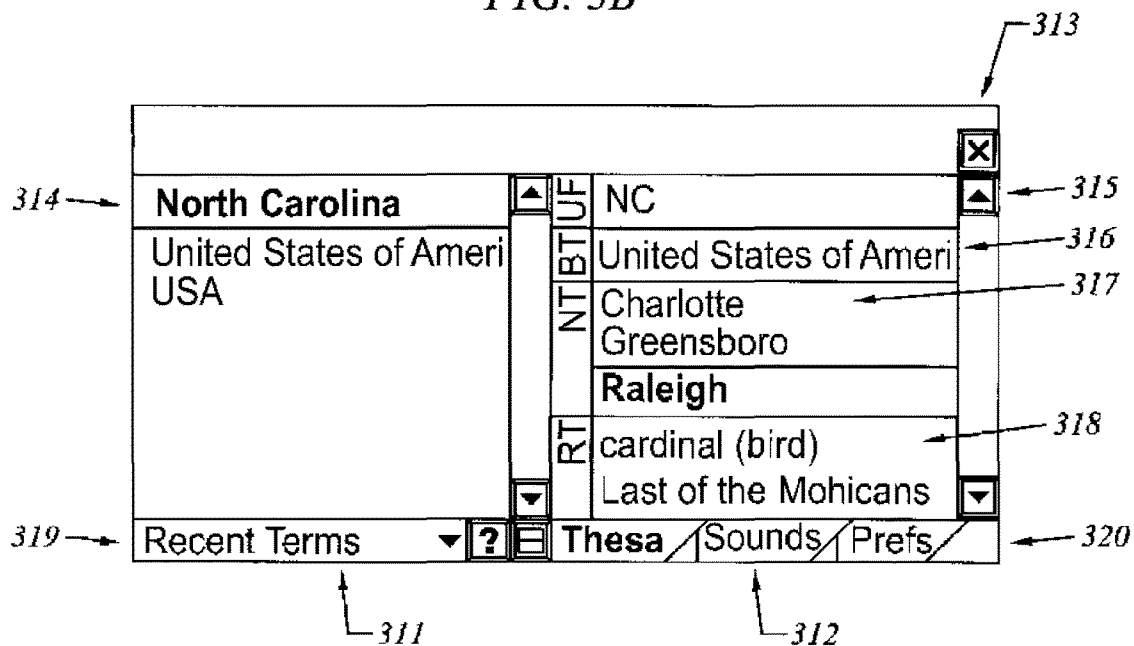 FIG. 3B
313
314
North Carolina
UF
NC
315
United States of Ameri
BT
United States of Ameri
316
USA
NT
Charlotte
317
Greensboro
Raleigh
RT
cardinal (bird)
318
Last of the Mohicans
319
Recent Terms
?
Thesa
Sounds
Prefs
320
311
312